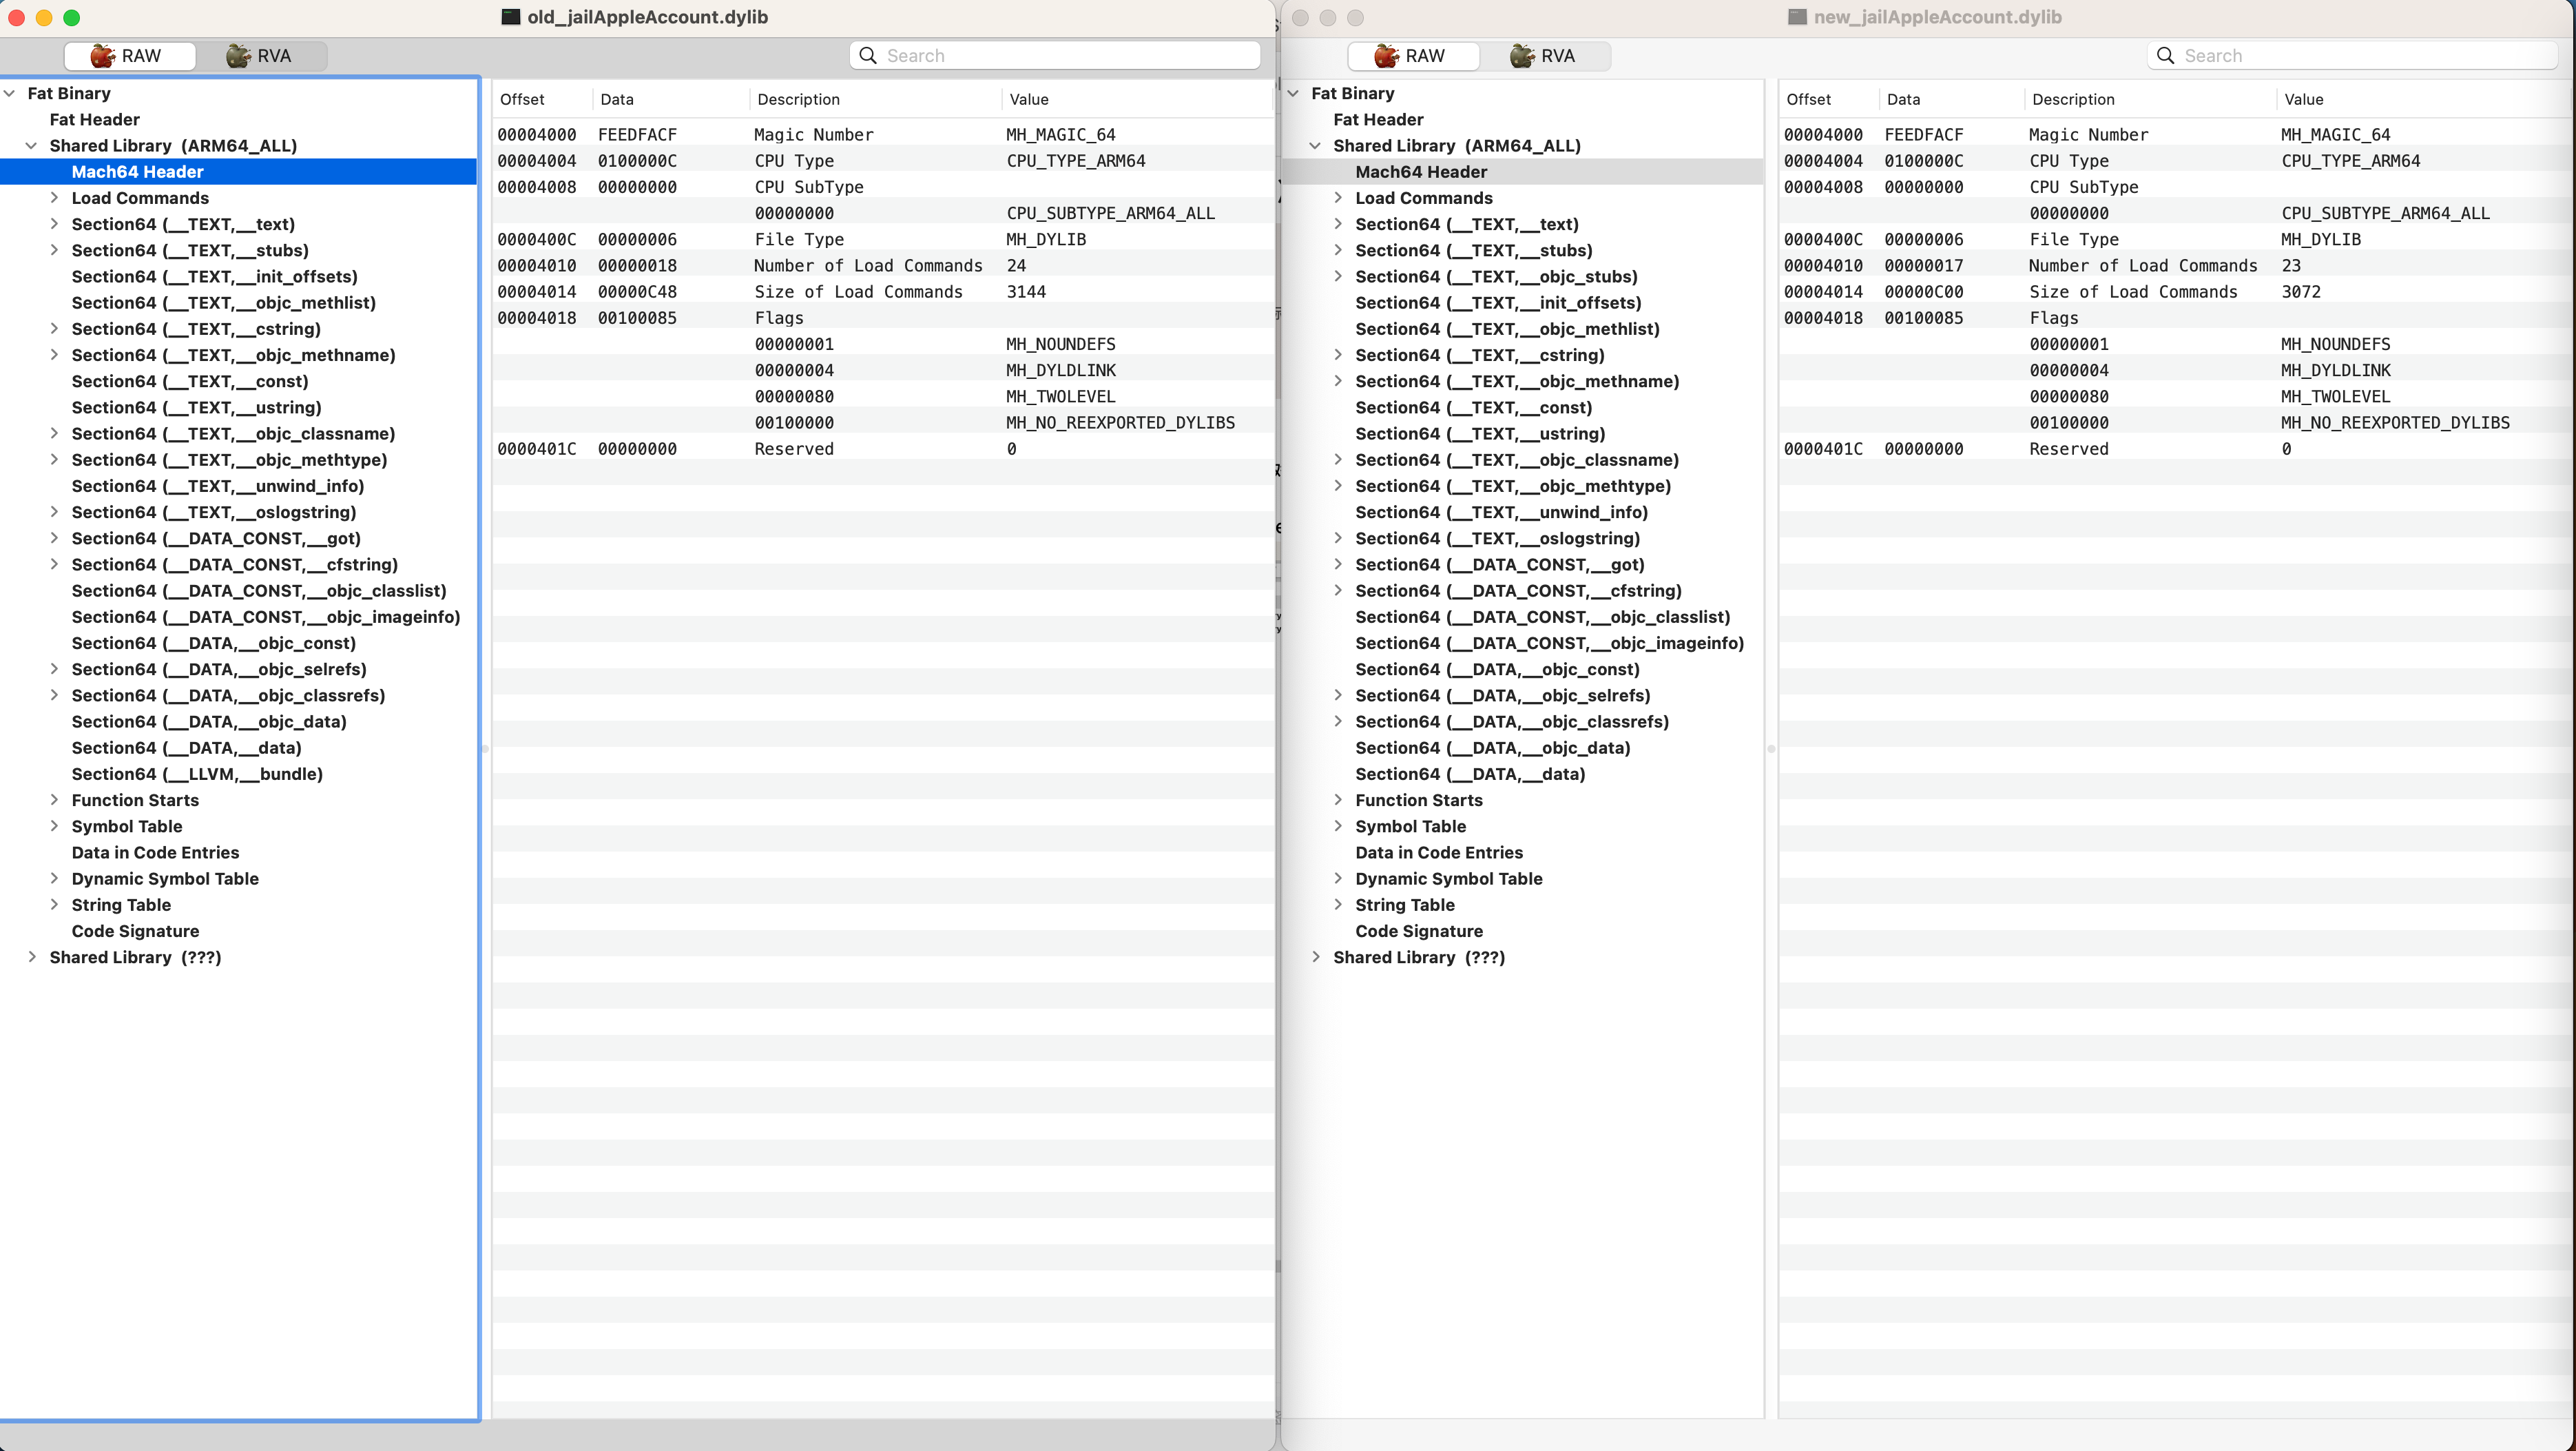 old_jailAppleAccount.dylib
RAW
RVA
Search
Fat Binary
Fat Header
Shared Library (ARM64_ALL)
Mach64 Header
Load Commands
Section64 (__TEXT,__text)
Section64 (__TEXT,__stubs)
Section64 (__TEXT,__init_offsets)
Section64 (__TEXT,__objc_methlist)
Section64 (__TEXT,__cstring)
Section64 (__TEXT,__objc_methname)
Section64 (__TEXT,__const)
Section64 (__TEXT,__ustring)
Section64 (__TEXT,__objc_classname)
Section64 (__TEXT,__objc_methtype)
Section64 (__TEXT,__unwind_info)
Section64 (__TEXT,__oslogstring)
Section64 (__DATA_CONST,__got)
Section64 (__DATA_CONST,__cfstring)
Section64 (__DATA_CONST,__objc_classlist)
Section64 (__DATA_CONST,__objc_imageinfo)
Section64 (__DATA,__objc_const)
Section64 (__DATA,__objc_selrefs)
Section64 (__DATA,__objc_classrefs)
Section64 (__DATA,__objc_data)
Section64 (__DATA,__data)
Section64 (__LLVM,__bundle)
Function Starts
Symbol Table
Data in Code Entries
Dynamic Symbol Table
String Table
Code Signature
Shared Library (???)
Offset Data Description Value
00004000 FEEDFACF Magic Number MH_MAGIC_64
00004004 0100000C CPU Type CPU_TYPE_ARM64
00004008 00000000 CPU SubType
00000000 CPU_SUBTYPE_ARM64_ALL
0000400C 00000006 File Type MH_DYLIB
00004010 00000018 Number of Load Commands 24
00004014 00000C48 Size of Load Commands 3144
00004018 00100085 Flags
00000001 MH_NOUNDEFS
00000004 MH_DYLDLINK
00000080 MH_TWOLEVEL
00100000 MH_NO_REEXPORTED_DYLIBS
0000401C 00000000 Reserved 0
new_jailAppleAccount.dylib
RAW
RVA
Search
Fat Binary
Fat Header
Shared Library (ARM64_ALL)
Mach64 Header
Load Commands
Section64 (__TEXT,__text)
Section64 (__TEXT,__stubs)
Section64 (__TEXT,__objc_stubs)
Section64 (__TEXT,__init_offsets)
Section64 (__TEXT,__objc_methlist)
Section64 (__TEXT,__cstring)
Section64 (__TEXT,__objc_methname)
Section64 (__TEXT,__const)
Section64 (__TEXT,__ustring)
Section64 (__TEXT,__objc_classname)
Section64 (__TEXT,__objc_methtype)
Section64 (__TEXT,__unwind_info)
Section64 (__TEXT,__oslogstring)
Section64 (__DATA_CONST,__got)
Section64 (__DATA_CONST,__cfstring)
Section64 (__DATA_CONST,__objc_classlist)
Section64 (__DATA_CONST,__objc_imageinfo)
Section64 (__DATA,__objc_const)
Section64 (__DATA,__objc_selrefs)
Section64 (__DATA,__objc_classrefs)
Section64 (__DATA,__objc_data)
Section64 (__DATA,__data)
Function Starts
Symbol Table
Data in Code Entries
Dynamic Symbol Table
String Table
Code Signature
Shared Library (???)
Offset Data Description Value
00004000 FEEDFACF Magic Number MH_MAGIC_64
00004004 0100000C CPU Type CPU_TYPE_ARM64
00004008 00000000 CPU SubType
00000000 CPU_SUBTYPE_ARM64_ALL
0000400C 00000006 File Type MH_DYLIB
00004010 00000017 Number of Load Commands 23
00004014 00000C00 Size of Load Commands 3072
00004018 00100085 Flags
00000001 MH_NOUNDEFS
00000004 MH_DYLDLINK
00000080 MH_TWOLEVEL
00100000 MH_NO_REEXPORTED_DYLIBS
0000401C 00000000 Reserved 0